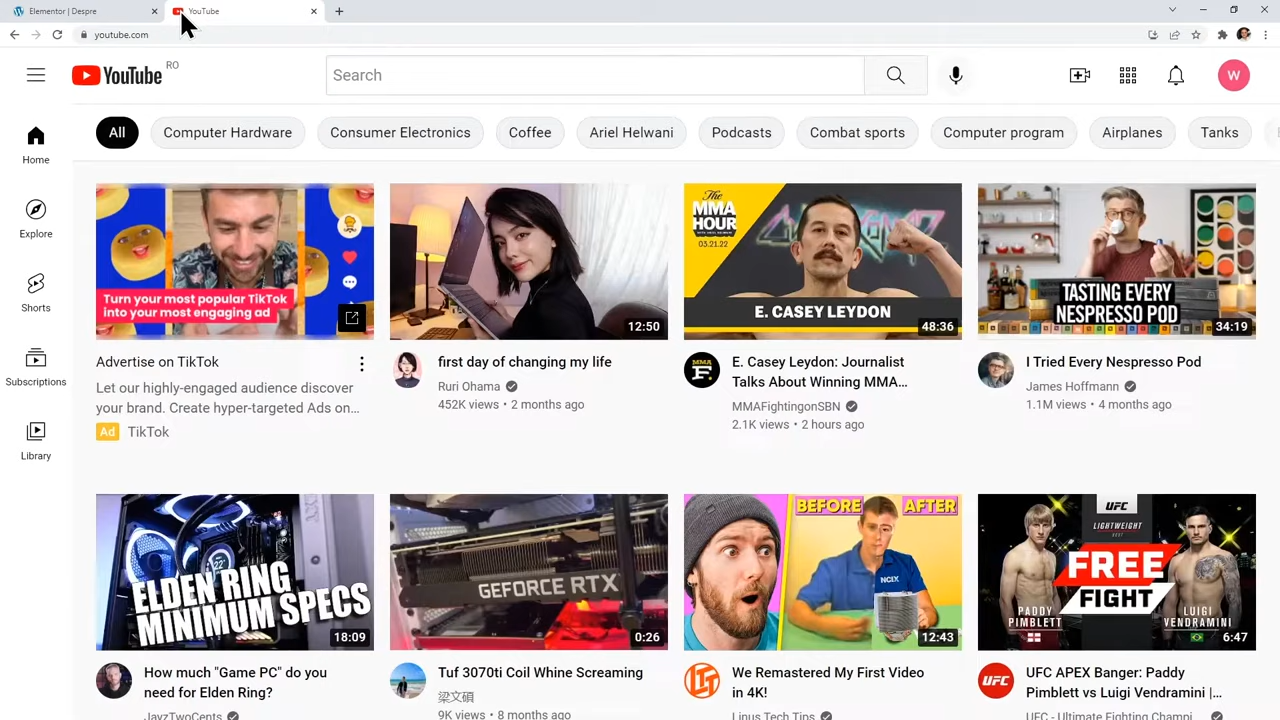 Elementor | Despre
YouTube
youtube.com
YouTube RO
Search
W
All
Computer Hardware
Consumer Electronics
Coffee
Ariel Helwani
Podcasts
Combat sports
Computer program
Airplanes
Tanks
Home
Explore
Shorts
Subscriptions
Library
Turn your most popular TikTok
into your most engaging ad
Advertise on TikTok
Let our highly-engaged audience discover
your brand. Create hyper-targeted Ads on...
Ad TikTok
12:50
first day of changing my life
Ruri Ohama
452K views • 2 months ago
The
MMA
HOUR
03.21.22
E. CASEY LEYDON
48:36
MMA
F.
E. Casey Leydon: Journalist
Talks About Winning MMA...
MMAFightingonSBN
2.1K views • 2 hours ago
TASTING EVERY
NESPRESSO POD
34:19
I Tried Every Nespresso Pod
James Hoffmann
1.1M views • 4 months ago
22°
ELDEN RING
MINIMUM SPECS
18:09
How much "Game PC" do you
need for Elden Ring?
JayzTwoCents
GEFORCE RTX
0:26
Tuf 3070ti Coil Whine Screaming
梁文碩
9K views • 8 months ago
BEFORE
AFTER
NCIX
12:43
We Remastered My First Video
in 4K!
Linus Tech Tips
UFC
LIGHTWEIGHT
BOUT
FREE
FIGHT
PADDY
PIMBLETT
LUIGI
VENDRAMINI
6:47
UFC
UFC APEX Banger: Paddy
Pimblett vs Luigi Vendramini |...
UFC - Ultimate Fighting Champi...